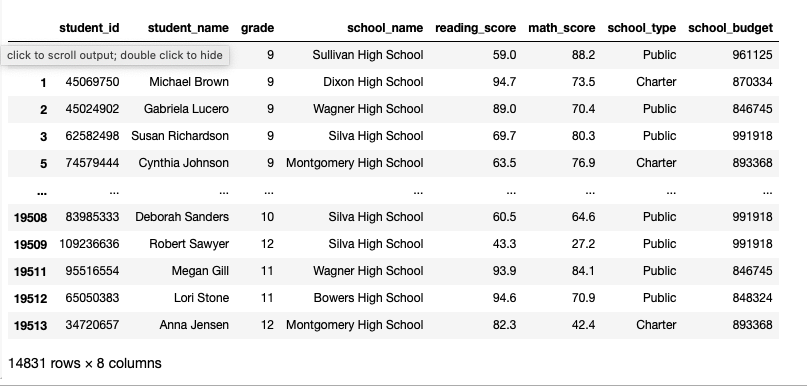 student_id student_name grade school_name reading_score math_score school_type school_budget
click to scroll output; double click to hide 9 Sullivan High School 59.0 88.2 Public 961125
1 45069750 Michael Brown 9 Dixon High School 94.7 73.5 Charter 870334
2 45024902 Gabriela Lucero 9 Wagner High School 89.0 70.4 Public 846745
3 62582498 Susan Richardson 9 Silva High School 69.7 80.3 Public 991918
5 74579444 Cynthia Johnson 9 Montgomery High School 63.5 76.9 Charter 893368
... ... ... ... ... ... ... ... ...
19508 83985333 Deborah Sanders 10 Silva High School 60.5 64.6 Public 991918
19509 109236636 Robert Sawyer 12 Silva High School 43.3 27.2 Public 991918
19511 95516554 Megan Gill 11 Wagner High School 93.9 84.1 Public 846745
19512 65050383 Lori Stone 11 Bowers High School 94.6 70.9 Public 848324
19513 34720657 Anna Jensen 12 Montgomery High School 82.3 42.4 Charter 893368
14831 rows × 8 columns